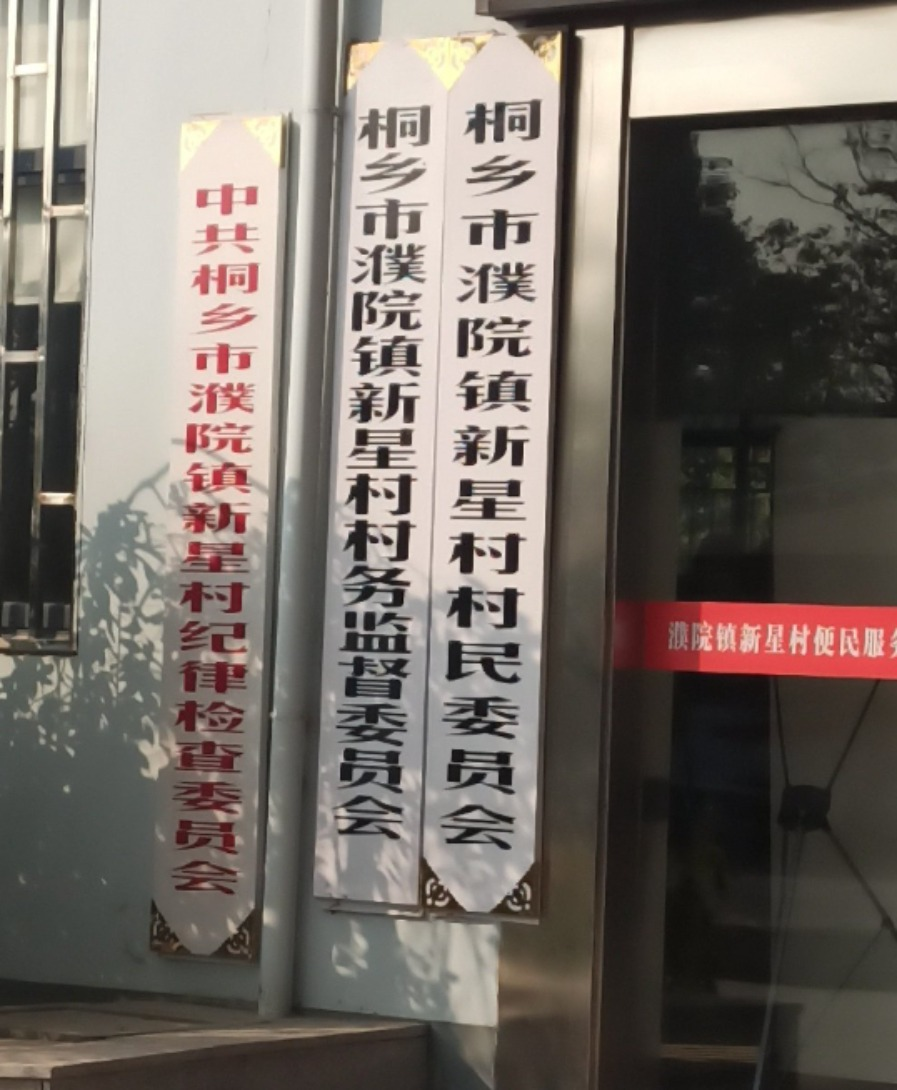 中共桐乡市濮院镇新星村纪律检查委员会
桐乡市濮院镇新星村村务监督委员会
桐乡市濮院镇新星村村民委员会
濮院镇新星村便民服务